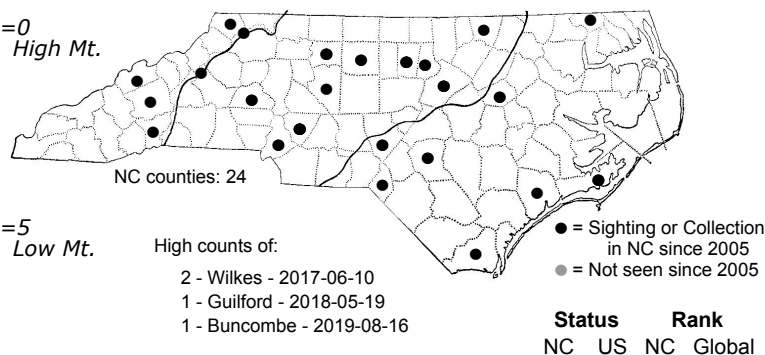 =0
High Mt.
NC counties: 24
=5
Low Mt.
High counts of:
2 - Wilkes - 2017-06-10
1 - Guilford - 2018-05-19
1 - Buncombe - 2019-08-16
● = Sighting or Collection
in NC since 2005
● = Not seen since 2005
Status Rank
NC US NC Global